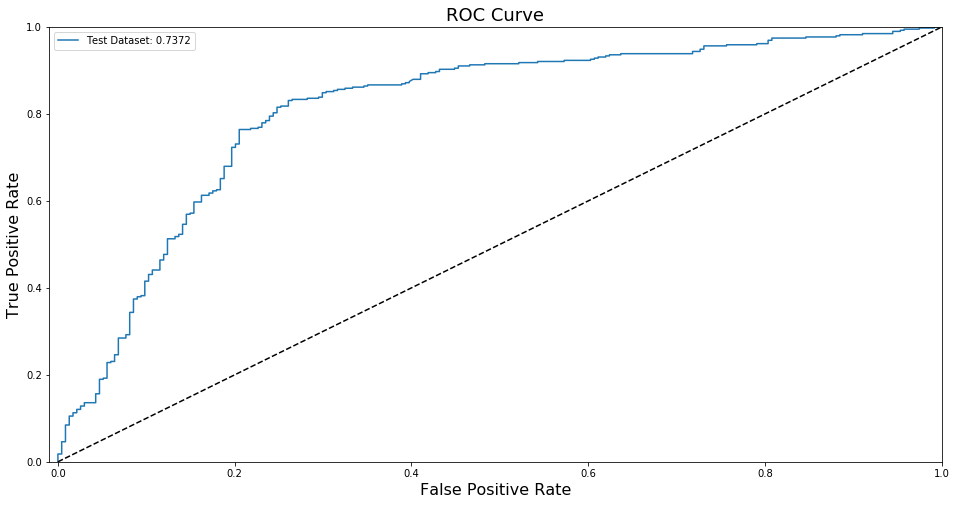 ROC Curve
Test Dataset: 0.7372
True Positive Rate
1.0
0.8
0.6
0.4
0.2
0.0
0.0 0.2 0.4 0.6 0.8 1.0
False Positive Rate